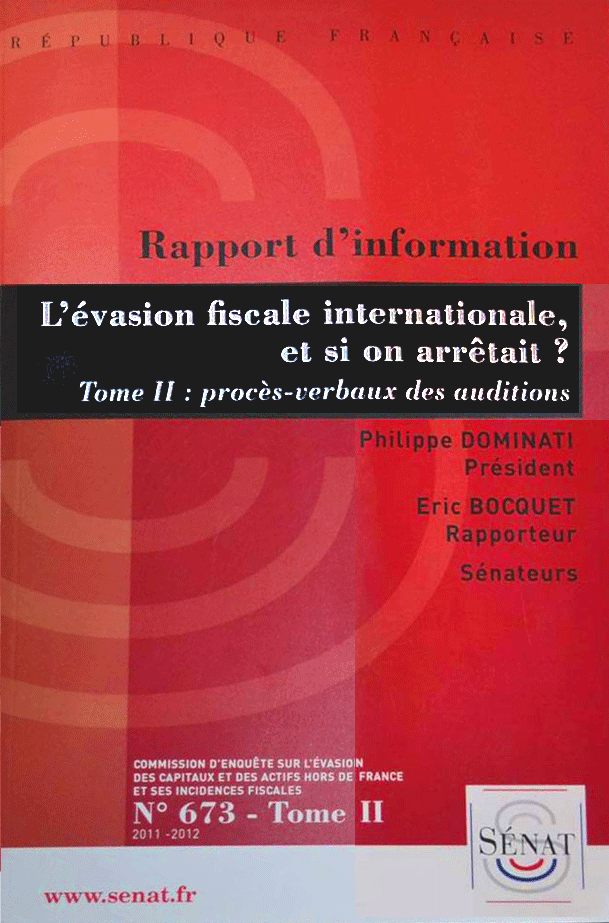 RÉPUBLIQUE FRANÇAISE
Rapport d'information
L'évasion fiscale internationale,
et si on arrêtait ?
Tome II : procès-verbaux des auditions
Philippe DOMINATI
Président
Eric BOCQUET
Rapporteur
Sénateurs
COMMISSION D'ENQUÊTE SUR L'ÉVASION
DES CAPITAUX ET DES ACTIFS HORS DE FRANCE
ET SES INCIDENCES FISCALES
N° 673 - Tome II
2011 -2012
SÉNAT
www.senat.fr